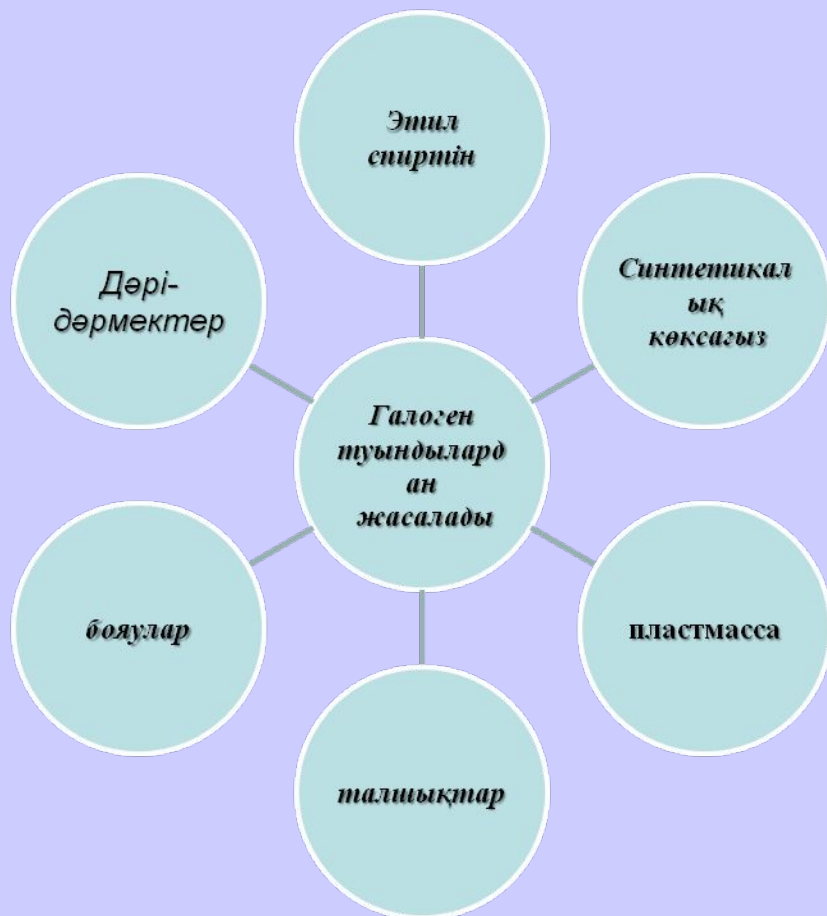 Этил
спиртін
Синтетикал
ық
көксағыз
пластмасса
талшықтар
бояулар
Дәрі-
дәрмектер
Галоген
туындылард
ан
жасалады